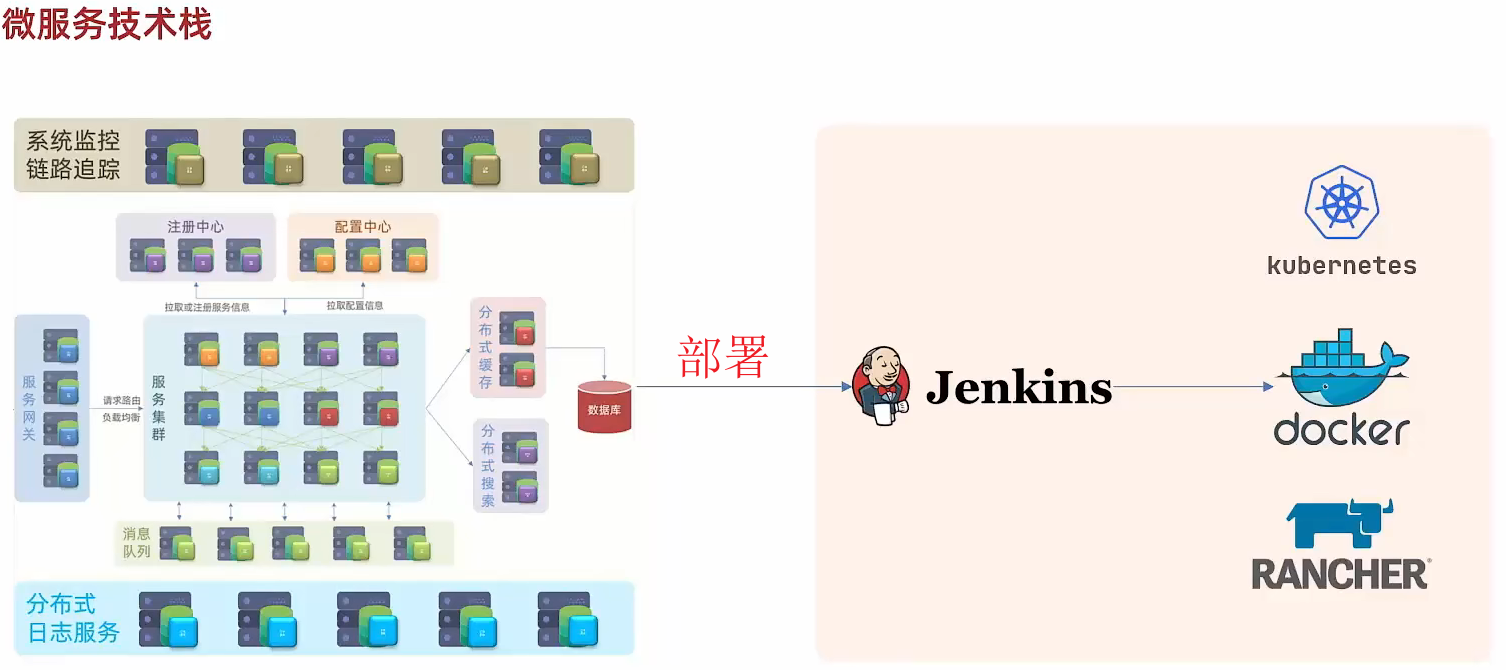 微服务技术栈
系统监控
链路追踪
注册中心
配置中心
拉取或注册服务信息
拉取配置信息
服务网关
请求路由
负载均衡
服务集群
分布式缓存
数据库
分布式搜索
消息
队列
分布式
日志服务
部署
Jenkins
kubernetes
docker
RANCHER®